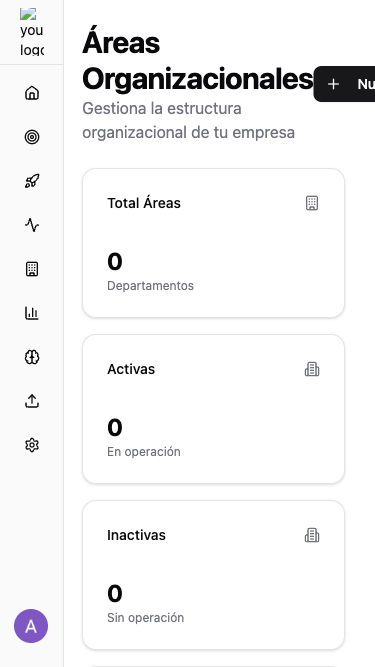 you
logo
Áreas
Organizacionales
Nu
Gestiona la estructura
organizacional de tu empresa
Total Áreas
0
Departamentos
Activas
0
En operación
Inactivas
0
Sin operación
A